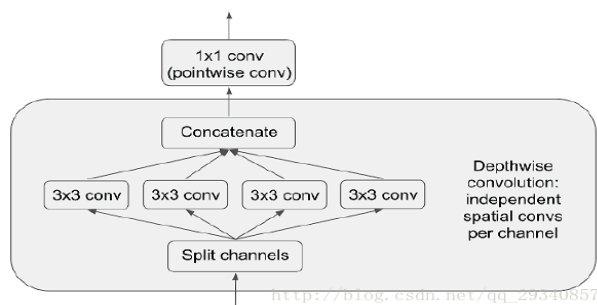 1x1 conv
(pointwise conv)
Concatenate
3x3 conv 3x3 conv 3x3 conv 3x3 conv
Depthwise
convolution:
independent
spatial convs
per channel
Split channels
http://blog.csdn.net/qq_29340857